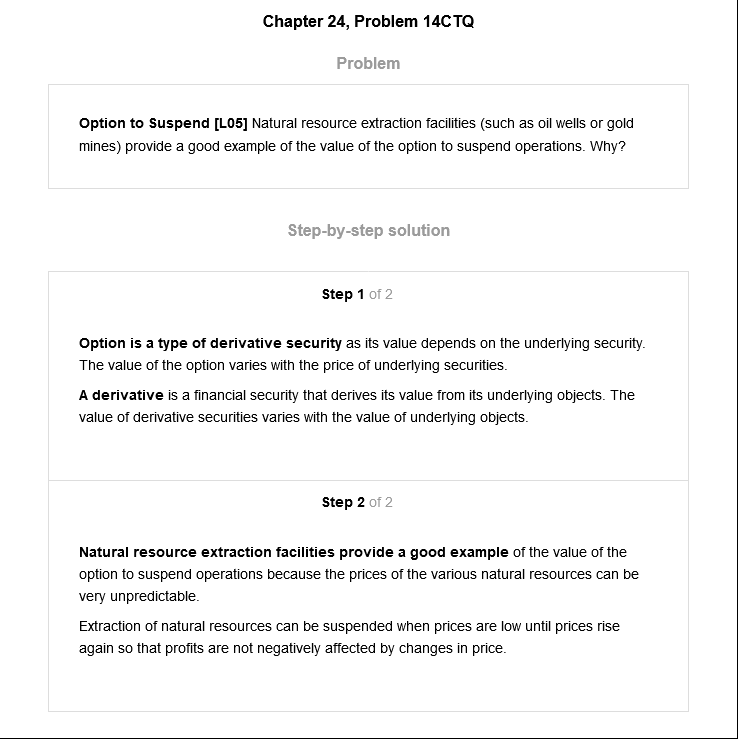 Chapter 24, Problem 14CTQ
Problem
Option to Suspend [L05] Natural resource extraction facilities (such as oil wells or gold
mines) provide a good example of the value of the option to suspend operations. Why?
Step-by-step solution
Step 1 of 2
Option is a type of derivative security as its value depends on the underlying security.
The value of the option varies with the price of underlying securities.
A derivative is a financial security that derives its value from its underlying objects. The
value of derivative securities varies with the value of underlying objects.
Step 2 of 2
Natural resource extraction facilities provide a good example of the value of the
option to suspend operations because the prices of the various natural resources can be
very unpredictable.
Extraction of natural resources can be suspended when prices are low until prices rise
again so that profits are not negatively affected by changes in price.